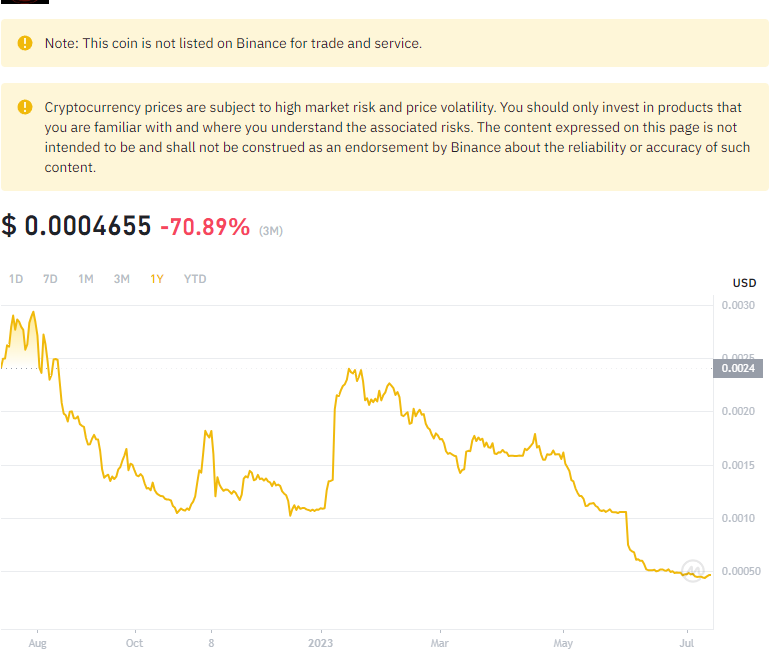 Note: This coin is not listed on Binance for trade and service.
Cryptocurrency prices are subject to high market risk and price volatility. You should only invest in products that
you are familiar with and where you understand the associated risks. The content expressed on this page is not
intended to be and shall not be construed as an endorsement by Binance about the reliability or accuracy of such
content.
$ 0.0004655 -70.89% (3M)
1D 7D 1M 3M 1Y YTD
USD
0.0030
0.0025
0.0024
0.0020
0.0015
0.0010
0.00050
Aug Oct 8 2023 Mar May Jul